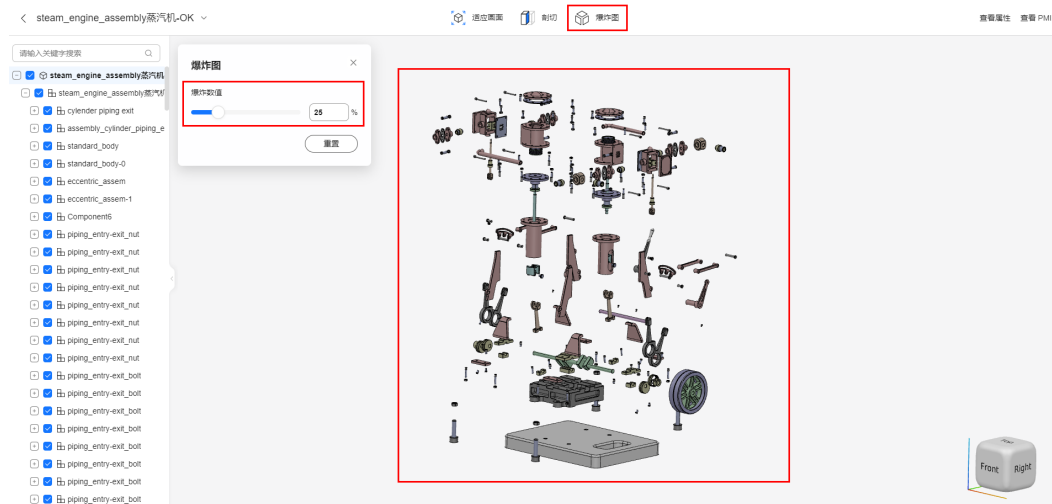 steam_engine_assembly蒸汽机-OK
适应画面 剖切 爆炸图
查看属性 查看 PMI
请输入关键字搜索
steam_engine_assembly蒸汽机
steam_engine_assembly蒸汽机
cylender piping exit
assembly_cylinder_piping_e
standard_body
standard_body-0
eccentric_assem
eccentric_assem-1
Component6
piping_entry-exit_nut
piping_entry-exit_nut
piping_entry-exit_nut
piping_entry-exit_nut
piping_entry-exit_nut
piping_entry-exit_nut
piping_entry-exit_nut
piping_entry-exit_nut
piping_entry-exit_bolt
piping_entry-exit_bolt
piping_entry-exit_bolt
piping_entry-exit_bolt
piping_entry-exit_bolt
piping_entry-exit_bolt
piping_entry-exit_bolt
piping_entry-exit_bolt
爆炸图
爆炸数值
25 %
重置
Front Right